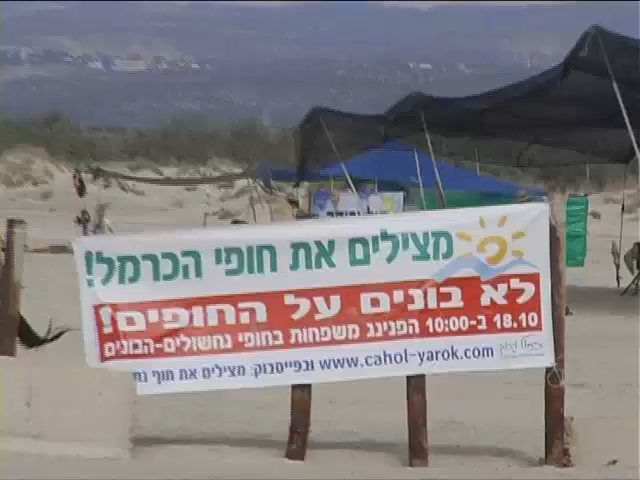 מצילים את חופי הכרמל!
לא בונים על החופים!
18.10 ב-10:00 הפנינג משפחות בחופי נחשולים-הבונים
www.cahol-yarok.com ובפייסבוק: מצילים את חוף